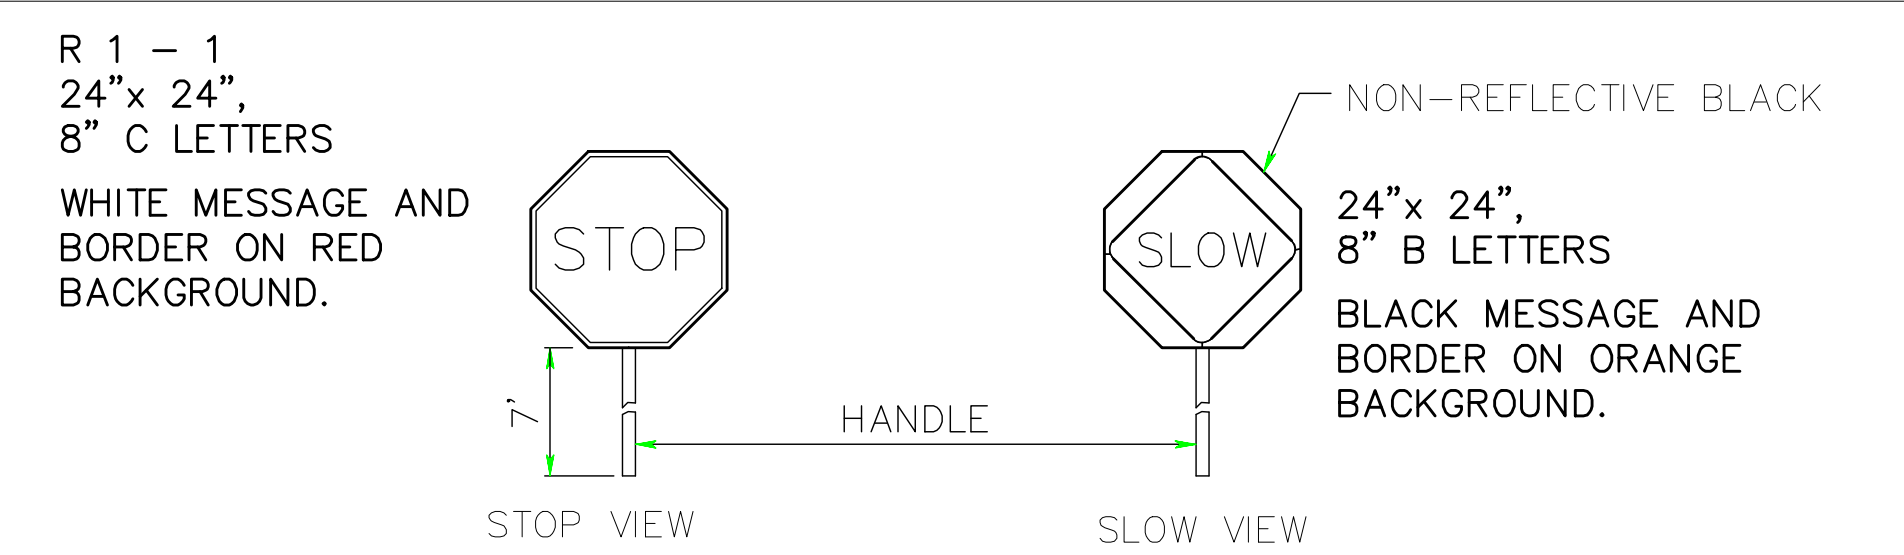 R 1 – 1
24”x 24”,
8” C LETTERS
WHITE MESSAGE AND
BORDER ON RED
BACKGROUND.
STOP
7’
STOP VIEW
HANDLE
NON–REFLECTIVE BLACK
SLOW
24”x 24”,
8” B LETTERS
BLACK MESSAGE AND
BORDER ON ORANGE
BACKGROUND.
SLOW VIEW